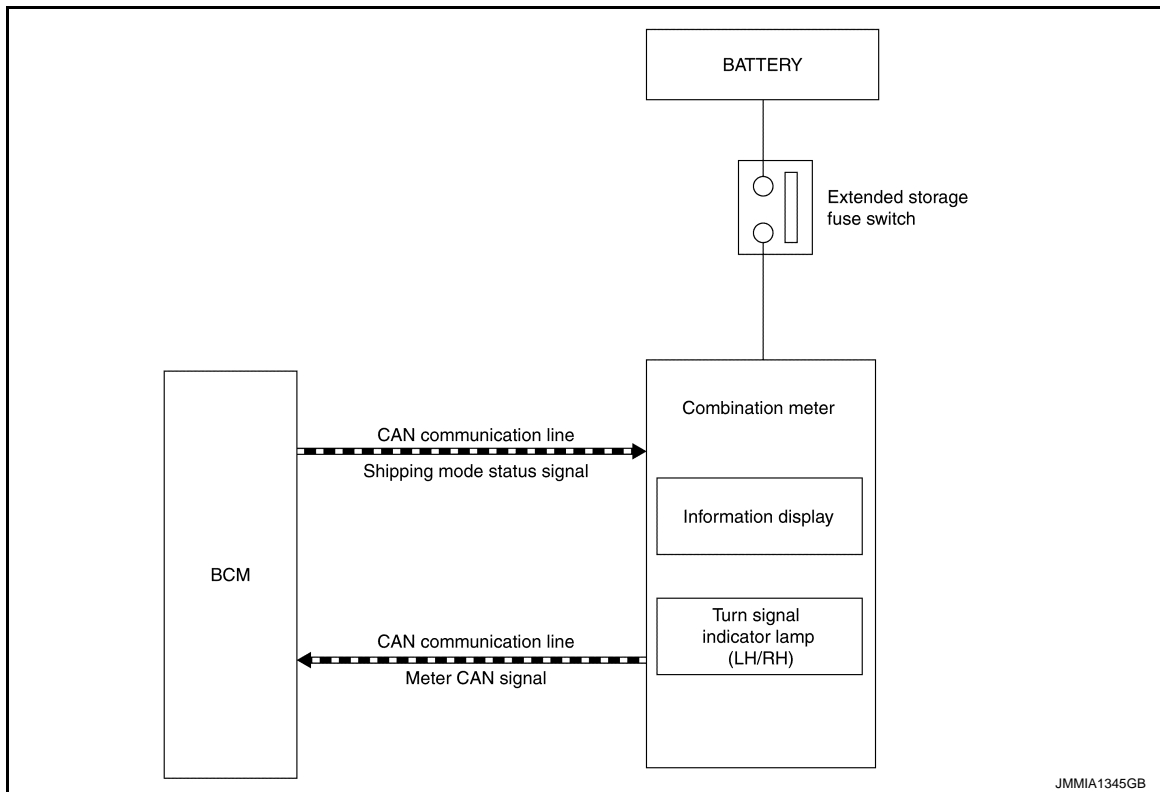 BATTERY
Extended storage
fuse switch
Combination meter
CAN communication line
Shipping mode status signal
Information display
BCM
Turn signal
indicator lamp
(LH/RH)
CAN communication line
Meter CAN signal
JMMIA1345GB